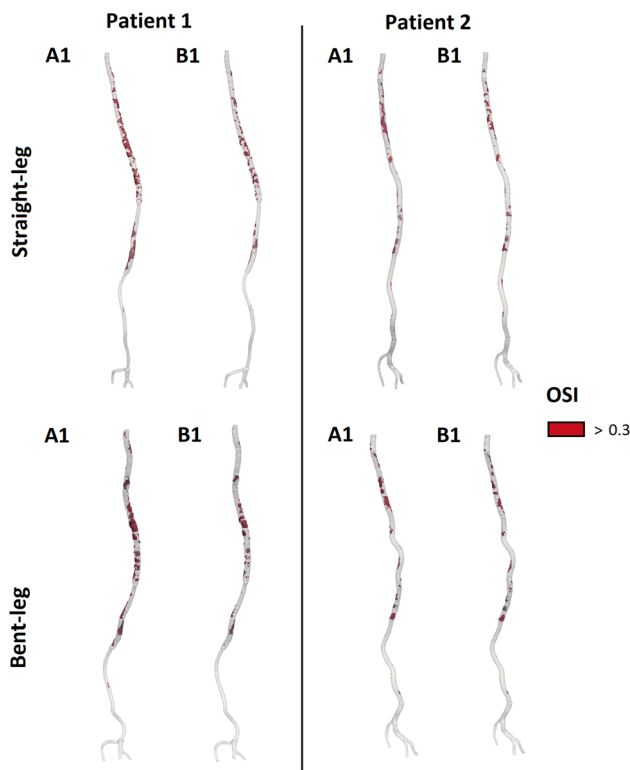 Patient 1
Patient 2
A1
B1
A1
B1
Straight-leg
OSI
> 0.3
A1
B1
A1
B1
Bent-leg